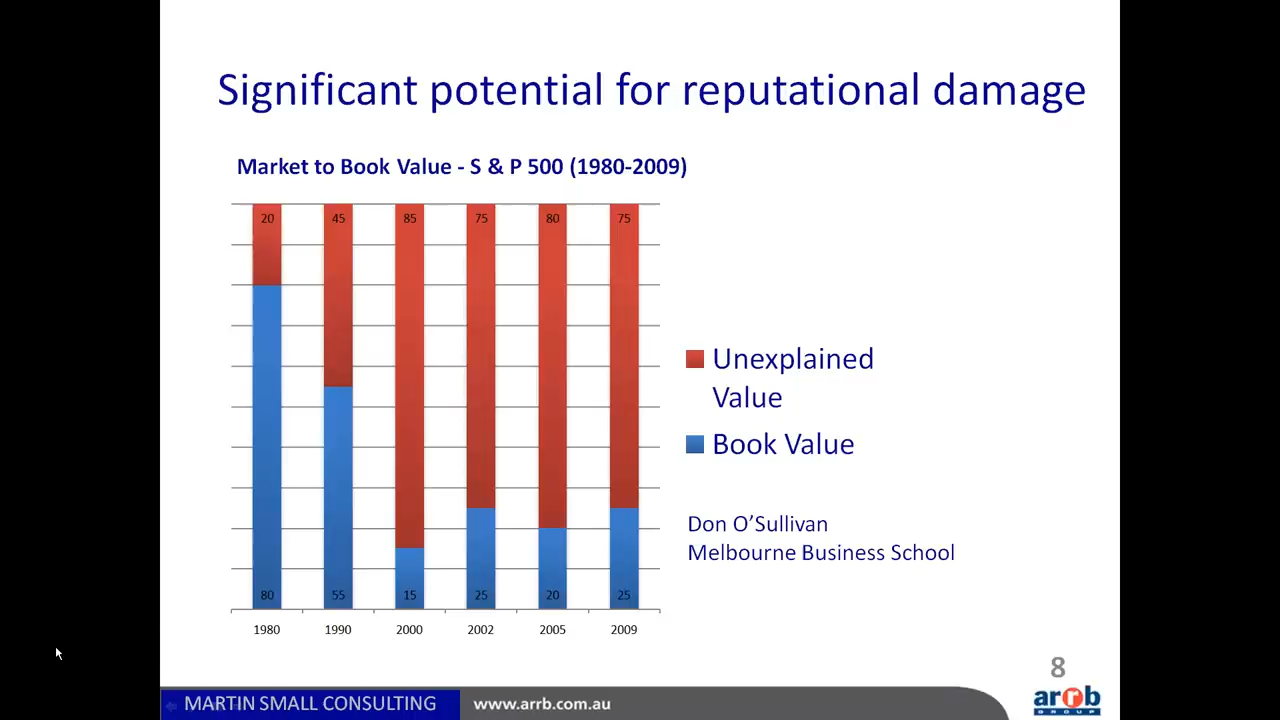 Significant potential for reputational damage
Market to Book Value - S & P 500 (1980-2009)
20 45 85 75 80 75
Unexplained
Value
Book Value
Don O’Sullivan
Melbourne Business School
80 55 15 25 20 25
1980 1990 2000 2002 2005 2009
8
MARTIN SMALL CONSULTING
www.arrb.com.au
arrb
GROUP